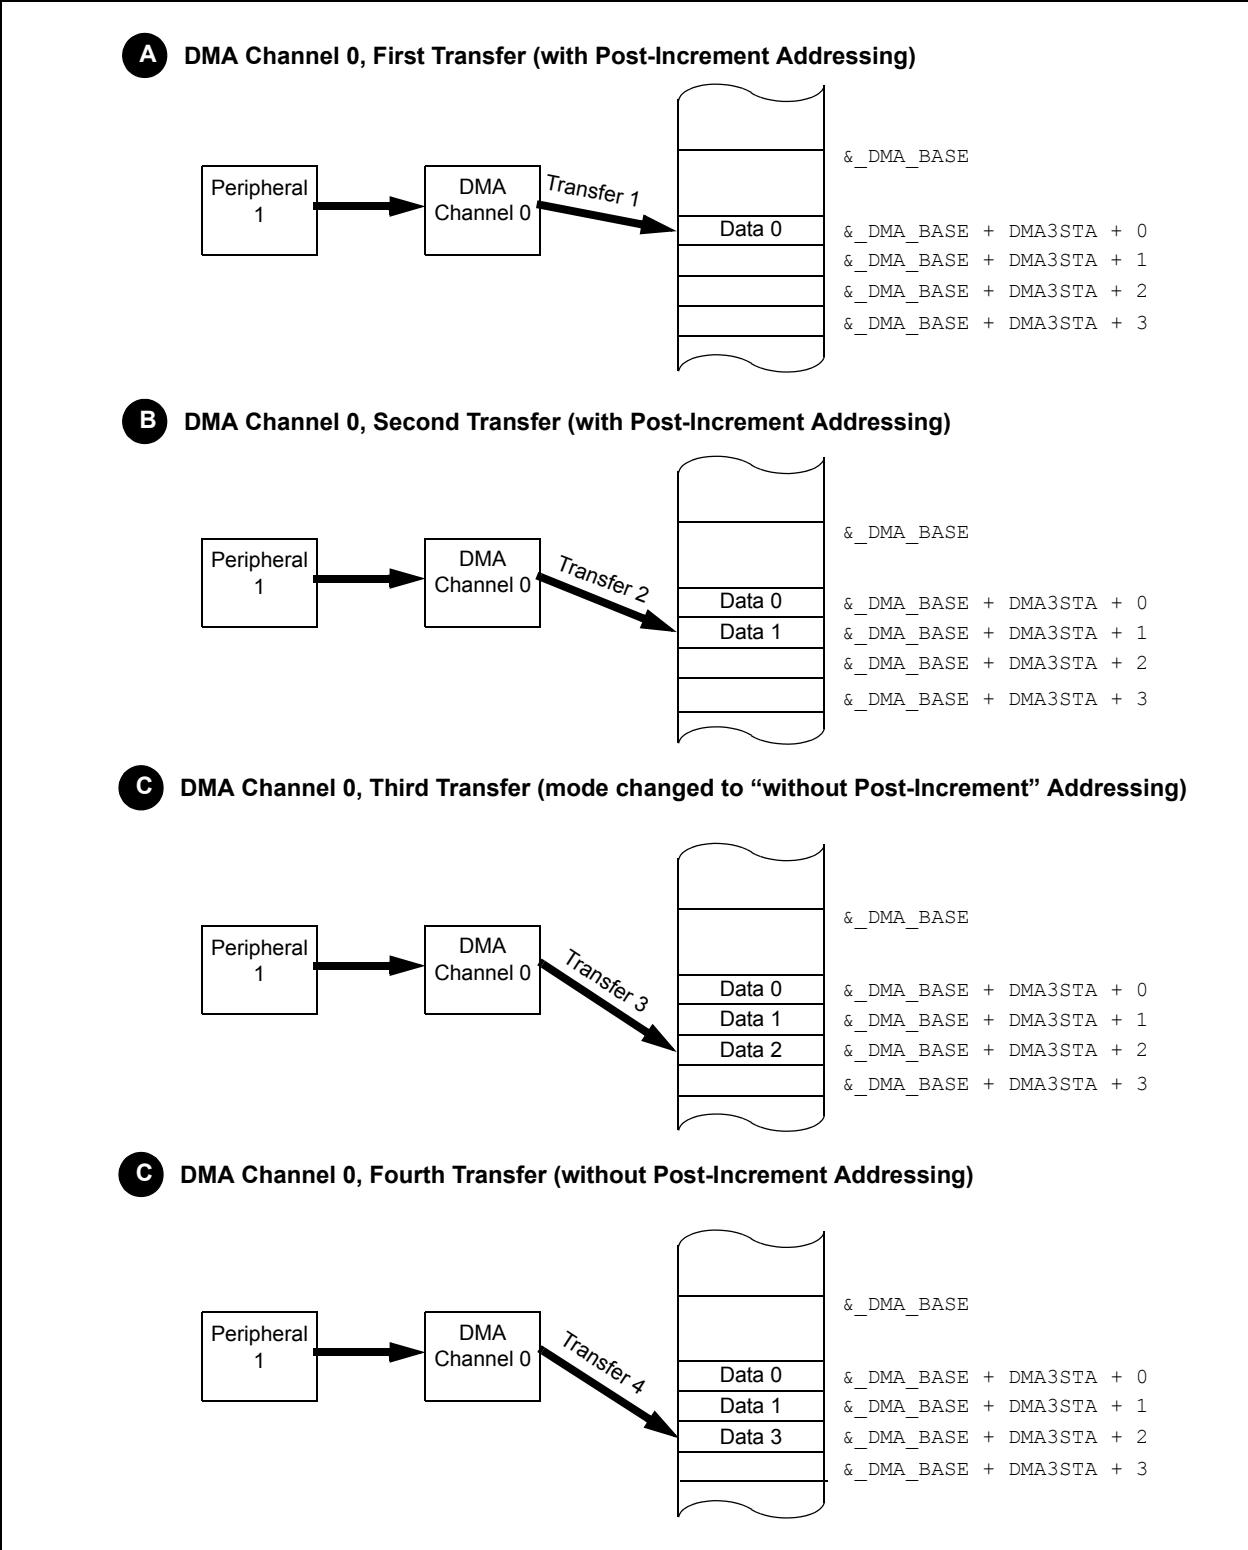 A DMA Channel 0, First Transfer (with Post-Increment Addressing)
&_DMA_BASE
Peripheral
1
DMA
Channel 0
Transfer 1
Data 0
&_DMA_BASE + DMA3STA + 0
&_DMA_BASE + DMA3STA + 1
&_DMA_BASE + DMA3STA + 2
&_DMA_BASE + DMA3STA + 3
B DMA Channel 0, Second Transfer (with Post-Increment Addressing)
&_DMA_BASE
Peripheral
1
DMA
Channel 0
Transfer 2
Data 0
&_DMA_BASE + DMA3STA + 0
Data 1
&_DMA_BASE + DMA3STA + 1
&_DMA_BASE + DMA3STA + 2
&_DMA_BASE + DMA3STA + 3
C DMA Channel 0, Third Transfer (mode changed to “without Post-Increment” Addressing)
&_DMA_BASE
Peripheral
1
DMA
Channel 0
Transfer 3
Data 0
&_DMA_BASE + DMA3STA + 0
Data 1
&_DMA_BASE + DMA3STA + 1
Data 2
&_DMA_BASE + DMA3STA + 2
&_DMA_BASE + DMA3STA + 3
C DMA Channel 0, Fourth Transfer (without Post-Increment Addressing)
&_DMA_BASE
Peripheral
1
DMA
Channel 0
Transfer 4
Data 0
&_DMA_BASE + DMA3STA + 0
Data 1
&_DMA_BASE + DMA3STA + 1
Data 3
&_DMA_BASE + DMA3STA + 2
&_DMA_BASE + DMA3STA + 3